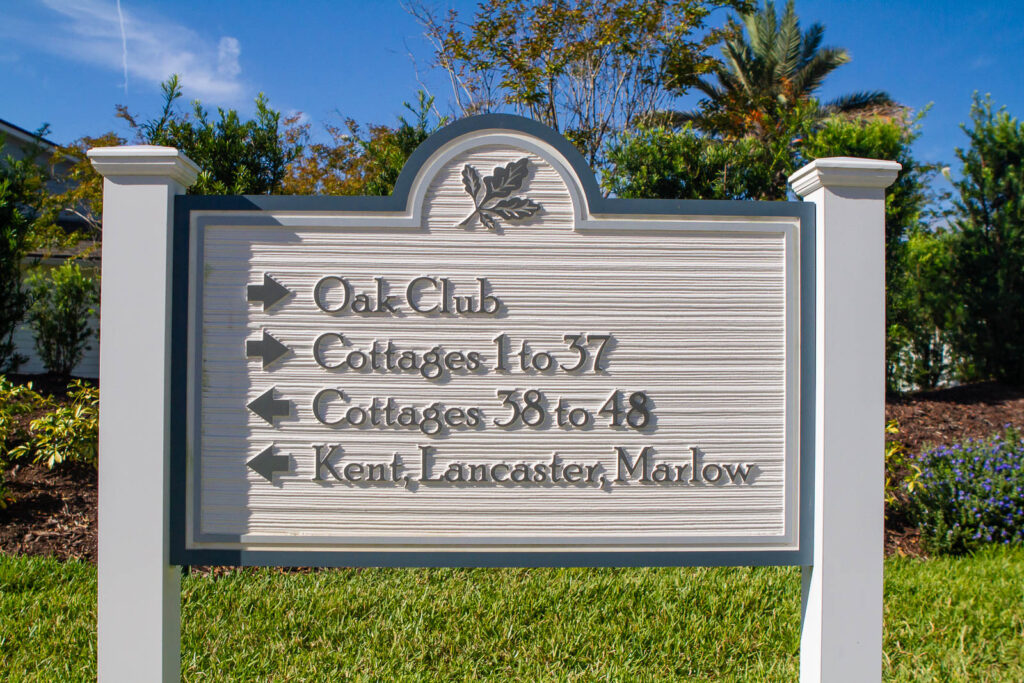 Oak Club
Cottages 1 to 37
Cottages 38 to 48
Kent, Lancaster, Marlow